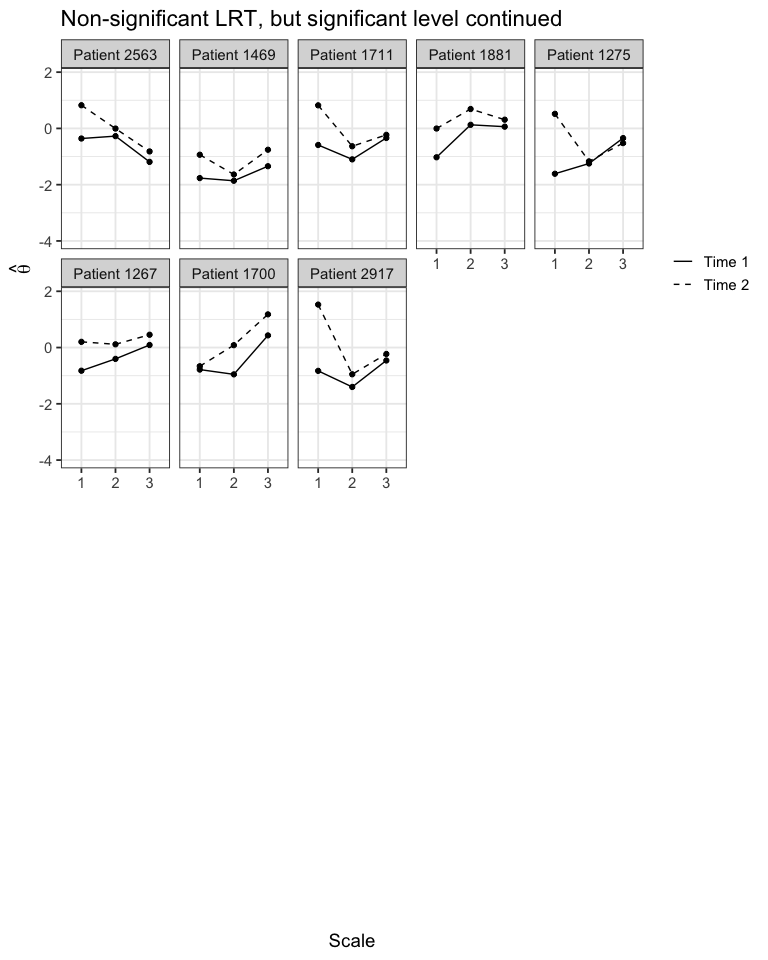 Non-significant LRT, but significant level continued
Patient 2563 Patient 1469 Patient 1711 Patient 1881 Patient 1275
2
0
-2
-4
1 2 3 1 2 3
Patient 1267 Patient 1700 Patient 2917
2
0
-2
-4
1 2 3 1 2 3 1 2 3
θ̂
Scale
Time 1
Time 2